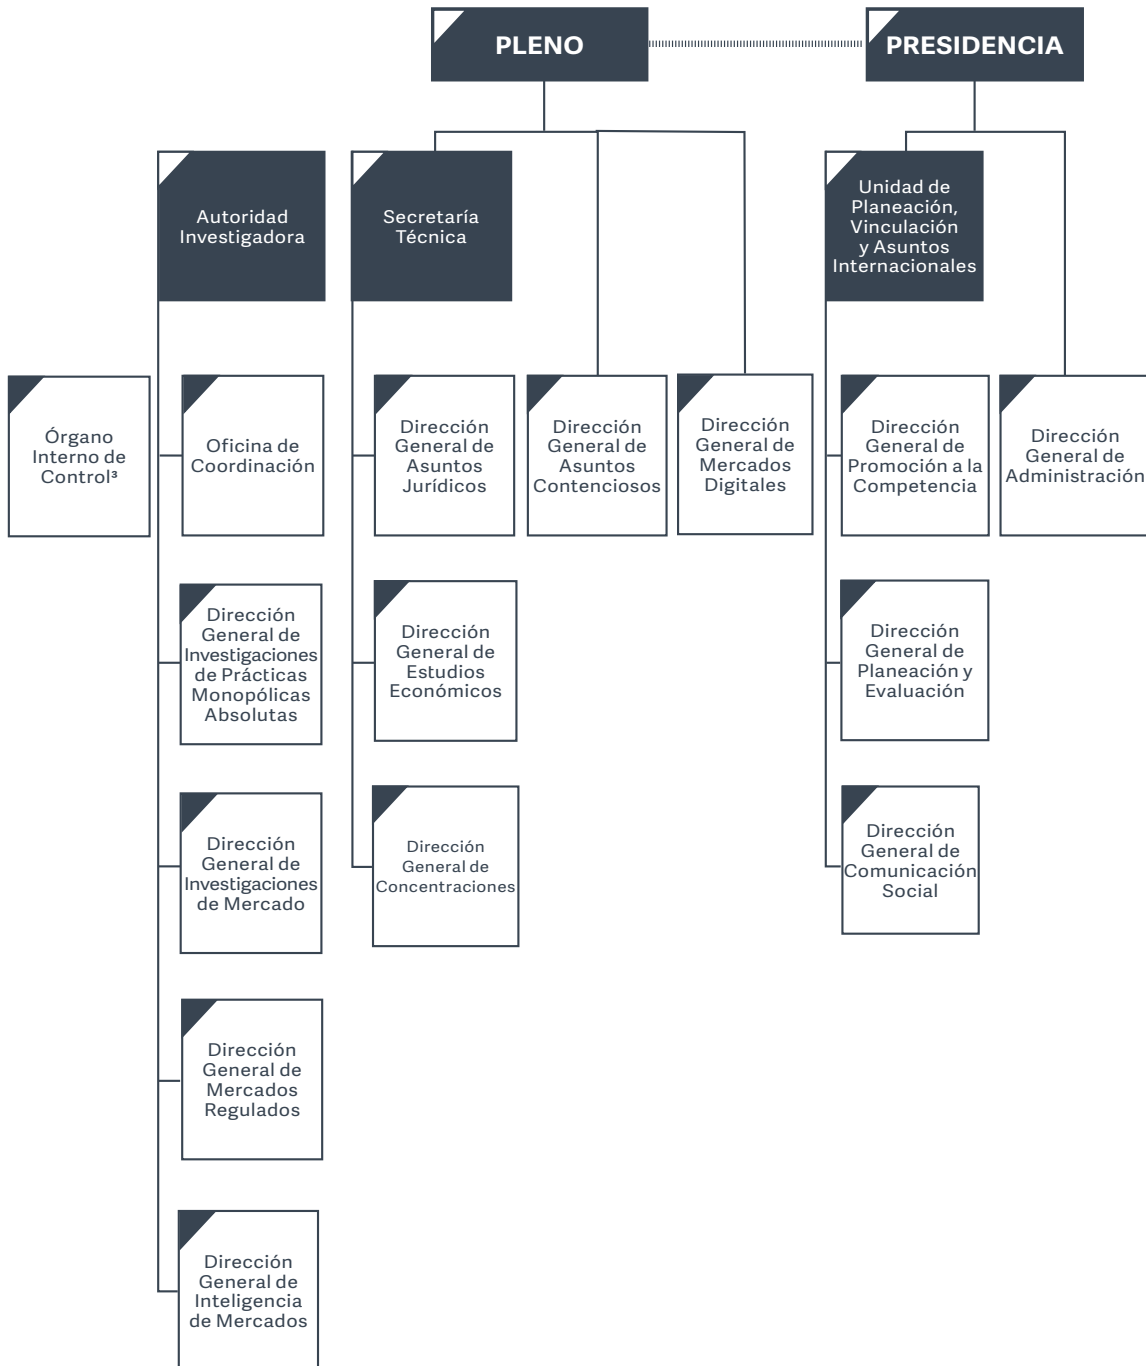 PLENO
PRESIDENCIA
Autoridad
Investigadora
Secretaría
Técnica
Unidad de
Planeación,
Vinculación
y Asuntos
Internacionales
Órgano
Interno de
Control³
Oficina de
Coordinación
Dirección
General de
Asuntos
Jurídicos
Dirección
General de
Asuntos
Contenciosos
Dirección
General de
Mercados
Digitales
Dirección
General de
Promoción a la
Competencia
Dirección
General de
Administración
Dirección
General de
Investigaciones
de Prácticas
Monopólicas
Absolutas
Dirección
General de
Estudios
Económicos
Dirección
General de
Planeación y
Evaluación
Dirección
General de
Investigaciones
de Mercado
Dirección
General de
Concentraciones
Dirección
General de
Comunicación
Social
Dirección
General de
Mercados
Regulados
Dirección
General de
Inteligencia
de Mercados